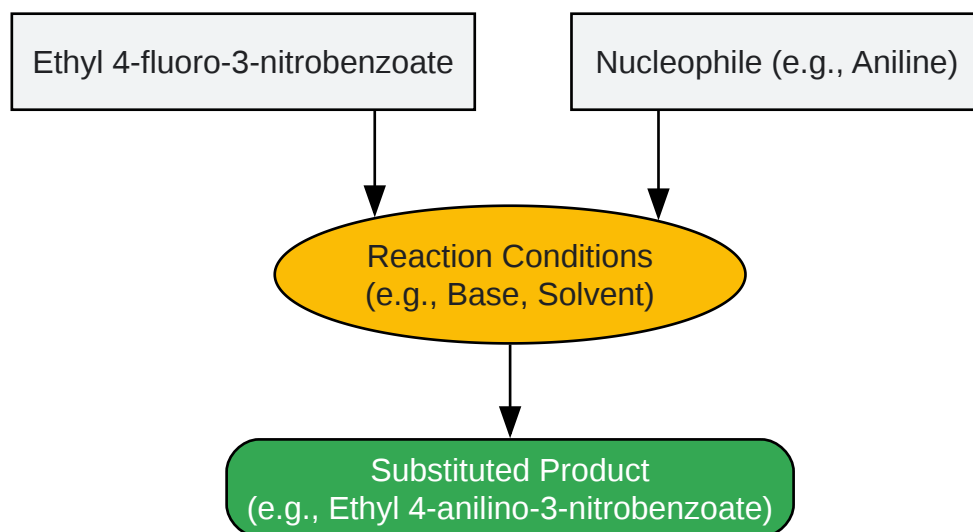 Ethyl 4-fluoro-3-nitrobenzoate
Nucleophile (e.g., Aniline)
Reaction Conditions
(e.g., Base, Solvent)
Substituted Product
(e.g., Ethyl 4-anilino-3-nitrobenzoate)